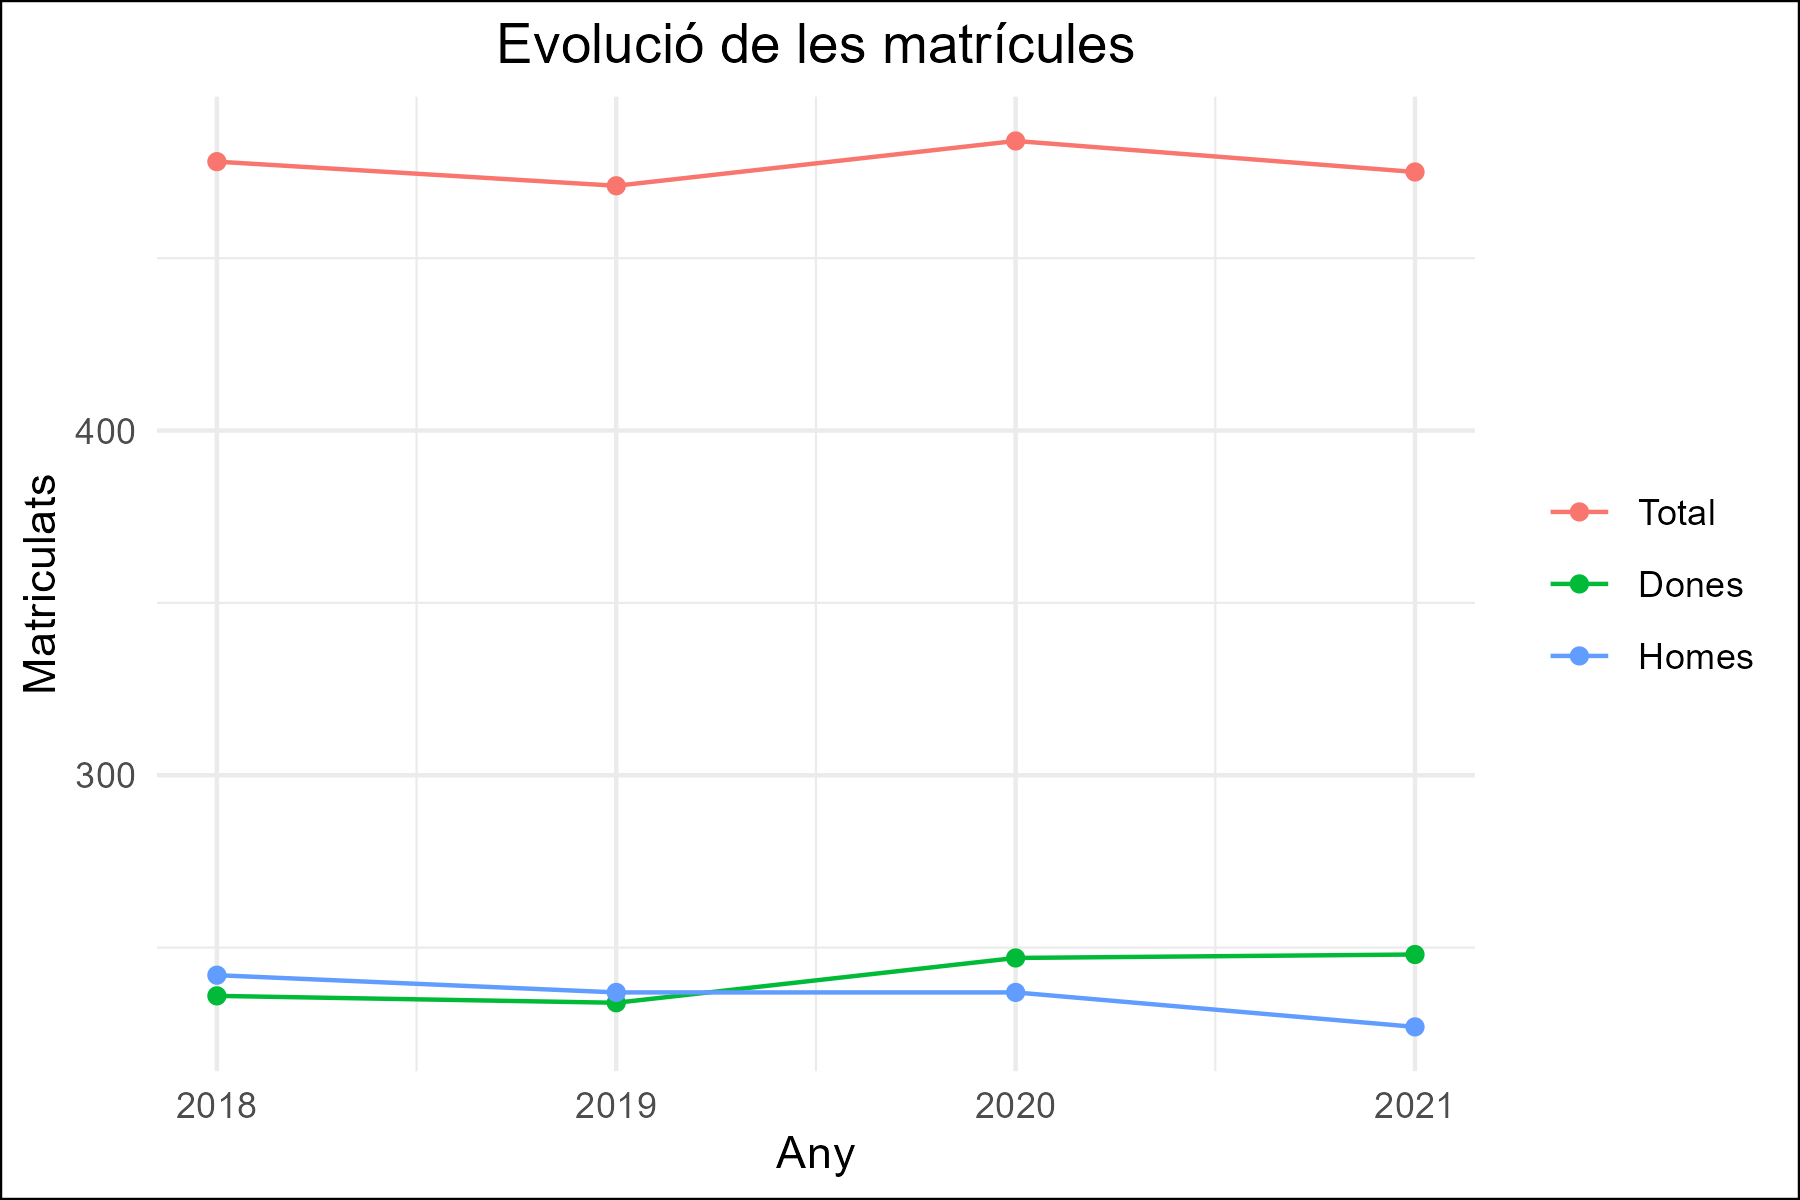 Evolució de les matrícules
Matriculats
400
300
2018
2019
2020
2021
Any
Total
Dones
Homes